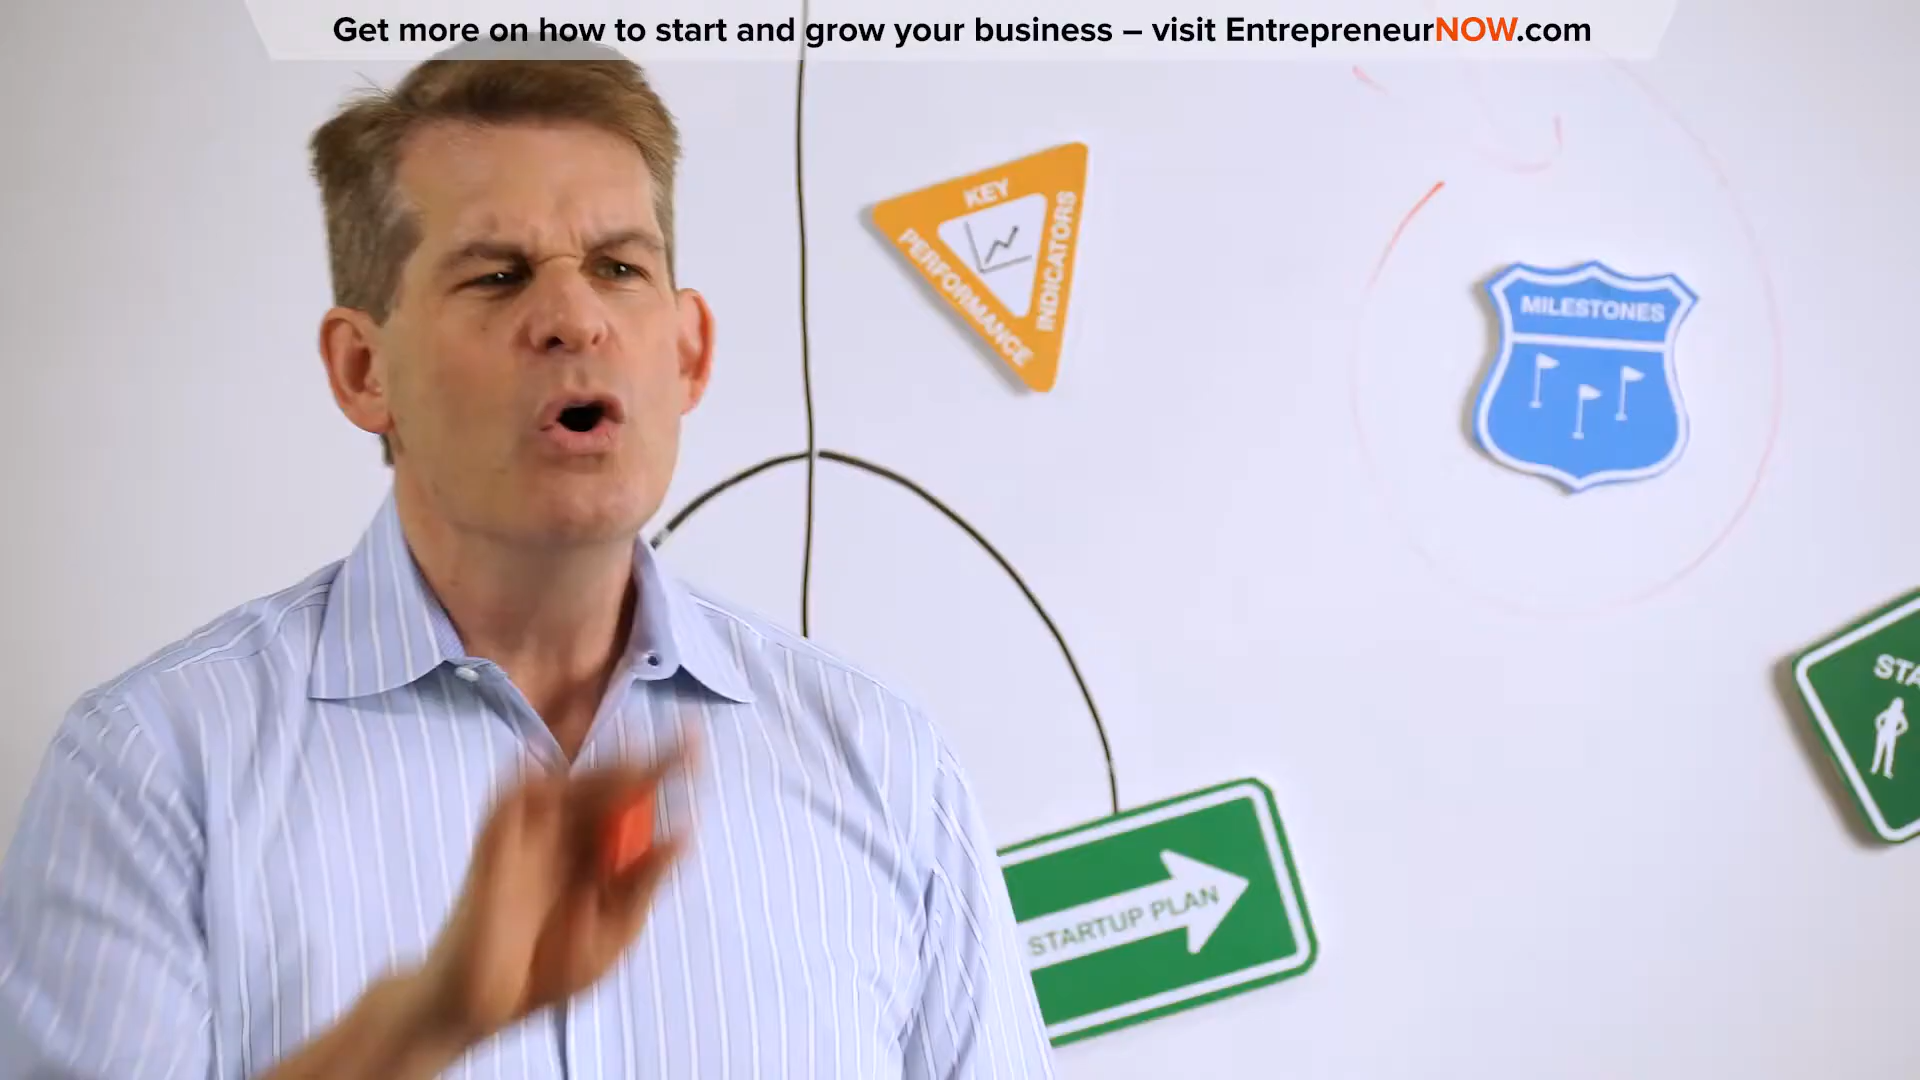 Get more on how to start and grow your business – visit EntrepreneurNOW.com
KEY
PERFORMANCE
INDICATORS
MILESTONES
STARTUP PLAN
STA